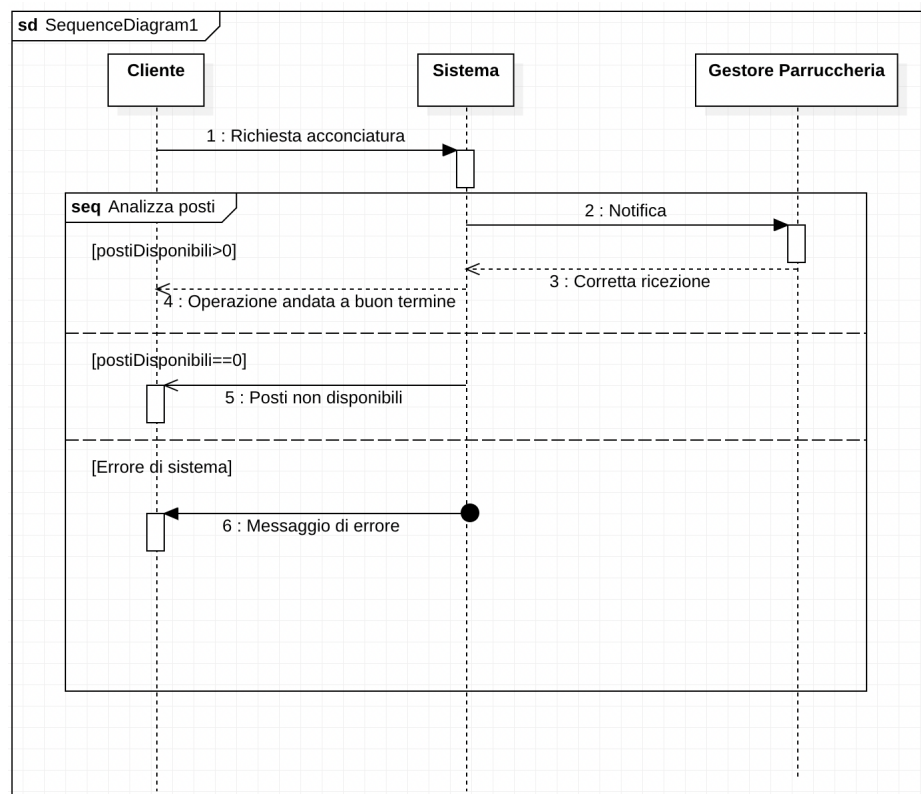 sd SequenceDiagram1
Cliente
Sistema
Gestore Parruccheria
1 : Richiesta acconciatura
seq Analizza posti
2 : Notifica
[postiDisponibili>0]
3 : Corretta ricezione
4 : Operazione andata a buon termine
[postiDisponibili==0]
5 : Posti non disponibili
[Errore di sistema]
6 : Messaggio di errore